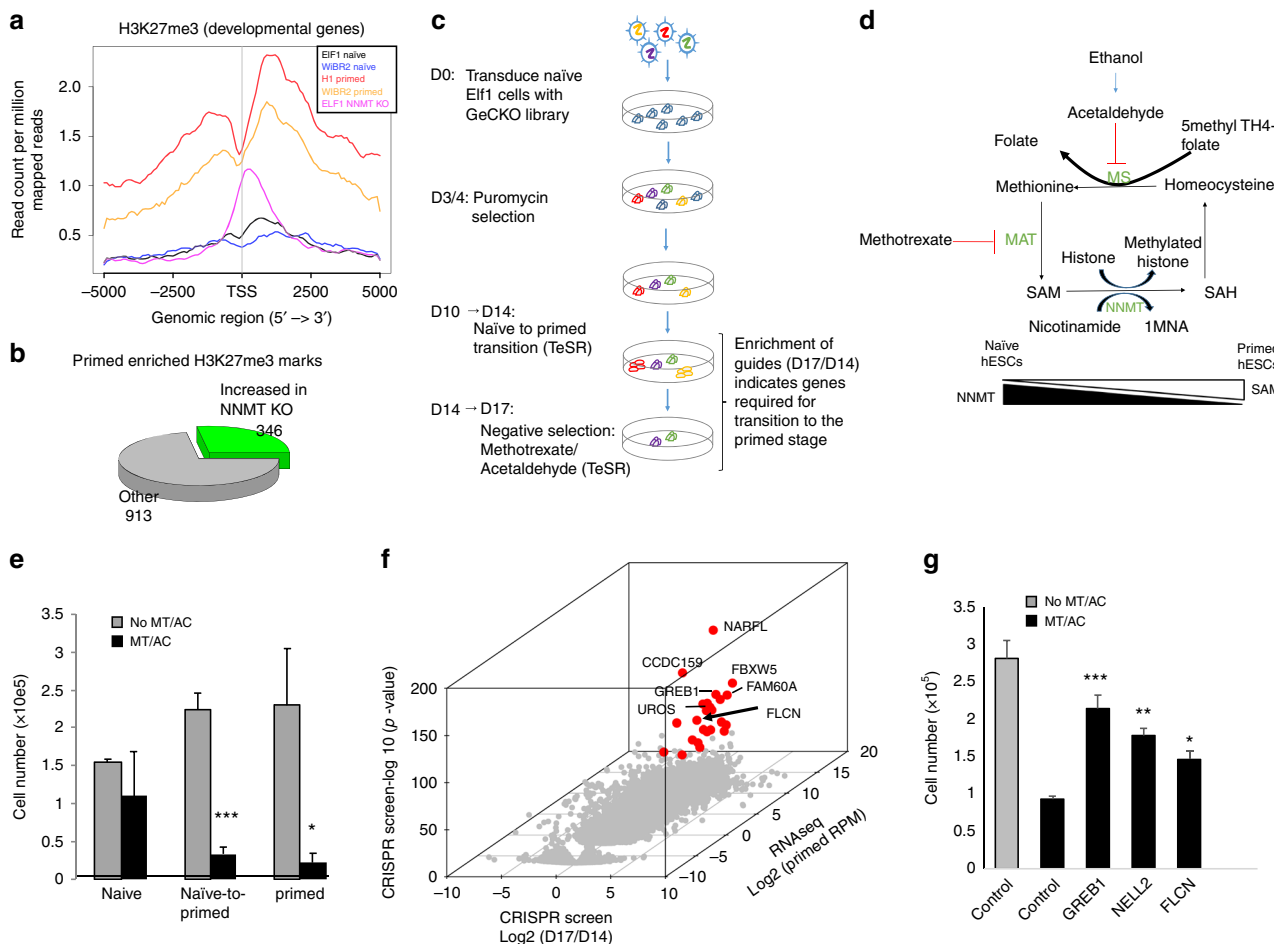 a
H3K27me3 (developmental genes)
ElF1 naïve
WiBR2 naïve
H1 primed
WIBR2 primed
ELF1 NNMT KO
Read count per million
mapped reads
2.0
1.5
1.0
0.5
−5000
−2500
TSS
2500
5000
Genomic region (5′ –> 3′)
b
Primed enriched H3K27me3 marks
Increased in
NNMT KO
346
Other
913
c
D0: Transduce naïve
Elf1 cells with
GeCKO library
D3/4: Puromycin
selection
D10 → D14:
Naïve to primed
transition (TeSR)
D14 → D17:
Negative selection:
Methotrexate/
Acetaldehyde (TeSR)
Enrichment of
guides (D17/D14)
indicates genes
required for
transition to the
primed stage
d
Ethanol
Acetaldehyde
Folate
5methyl TH4-
folate
MS
Methionine
Homeocysteine
Methotrexate
MAT
Histone
Methylated
histone
SAM
SAH
NNMT
Nicotinamide
1MNA
Naïve
hESCs
Primed
hESCs
NNMT
SAM
e
No MT/AC
MT/AC
Cell number (×10e5)
3.5
3
2.5
2
1.5
1
0.5
0
***
*
Naive
Naïve-to-
primed
primed
f
CRISPR screen-log 10 (p -value)
200
150
100
50
0
−10
−5
0
5
10
CRISPR screen
Log2 (D17/D14)
−10
−5
0
5
10
15
20
RNAseq
Log2 (primed RPM)
NARFL
CCDC159
FBXW5
GREB1
FAM60A
UROS
FLCN
g
No MT/AC
MT/AC
Cell number (×10⁵)
3.5
3
2.5
2
1.5
1
0.5
0
***
**
*
Control
Control
GREB1
NELL2
FLCN